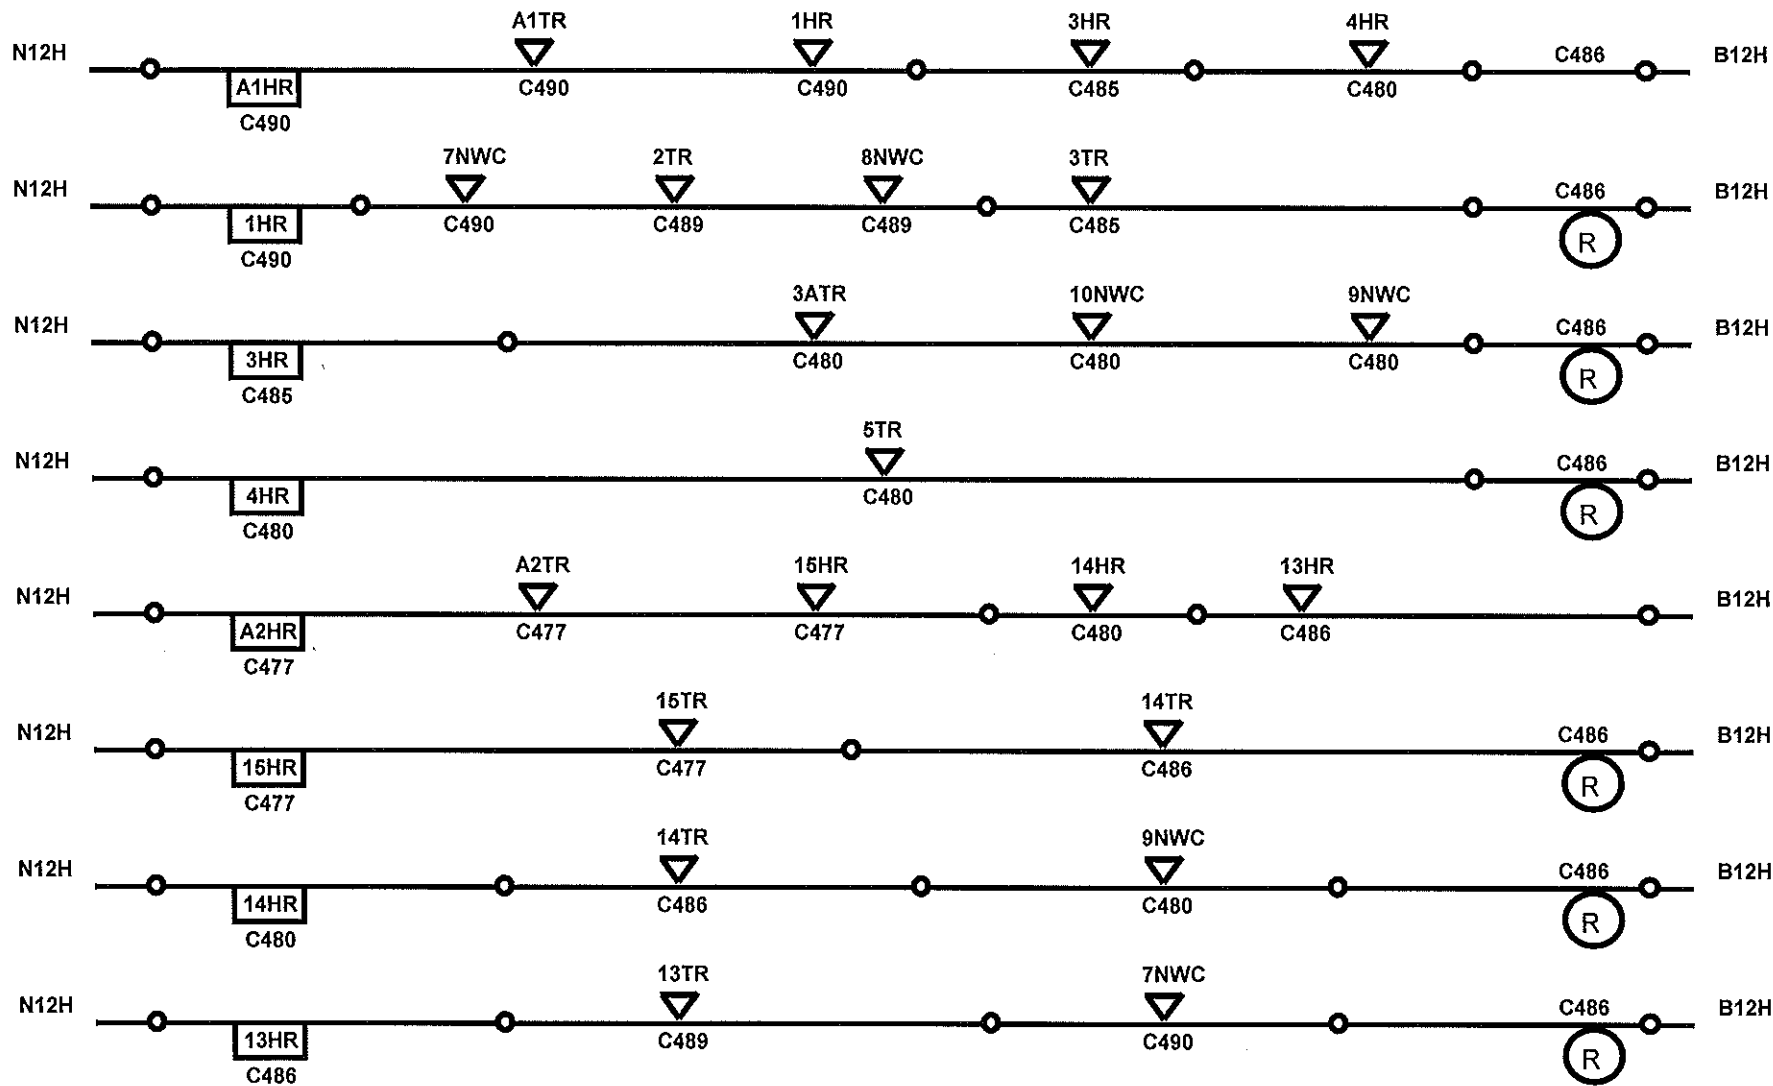 A1TR 1HR 3HR 4HR
N12H C486 B12H
A1HR C490 C490 C485 C480
C490
7NWC 2TR 8NWC 3TR
N12H C486 B12H
1HR C490 C489 C489 C485 R
C490
3ATR 10NWC 9NWC
N12H C486 B12H
3HR C480 C480 C480 R
C485
5TR
N12H C486 B12H
4HR C480 R
C480
A2TR 15HR 14HR 13HR
N12H B12H
A2HR C477 C477 C480 C486
C477
15TR 14TR
N12H C486 B12H
15HR C477 C486 R
C477
14TR 9NWC
N12H C486 B12H
14HR C486 C480 R
C480
13TR 7NWC
N12H C486 B12H
13HR C489 C490 R
C486